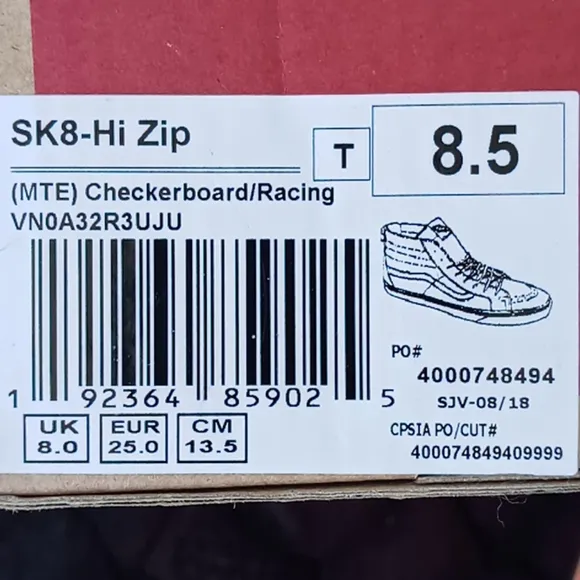 SK8-Hi Zip
T
8.5
(MTE) Checkerboard/Racing
VN0A32R3UJU
PO#
4000748494
SJV-08/18
1 92364 85902 5
CPSIA PO/CUT#
400074849409999
UK
8.0
EUR
25.0
CM
13.5